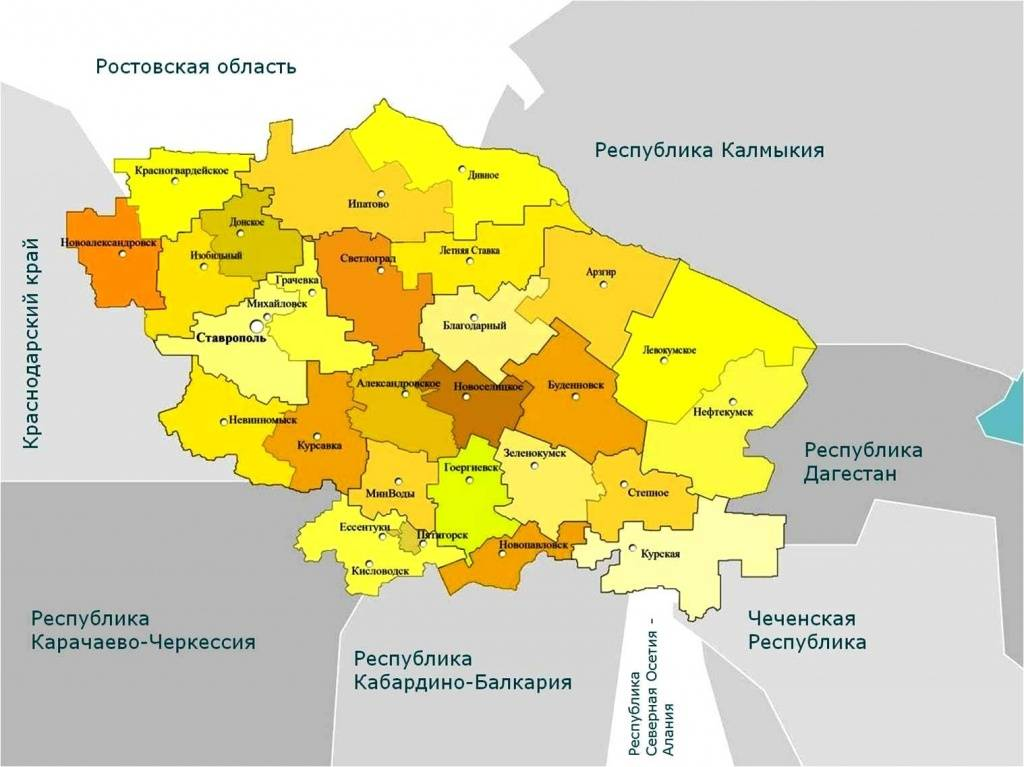 Ростовская область
Республика Калмыкия
Красногвардейское
Дивное
Ипатово
Донское
Новоалександровск
Изобильный
Светлоград
Летняя Ставка
Арзгир
Грачевка
Михайловск
Ставрополь
Благодарный
Краснодарский край
Левокумское
Александровское
Новоселицкое
Буденновск
Нефтекумск
Невинномыск
Курсавка
Зеленокумск
Республика
Дагестан
Гоергиевск
МинВоды
Степное
Ессентуки
Пятигорск
Новопавловск
Курская
Кисловодск
Республика
Карачаево-Черкессия
Чеченская
Республика
Республика
Кабардино-Балкария
Республика
Северная Осетия -
Алания